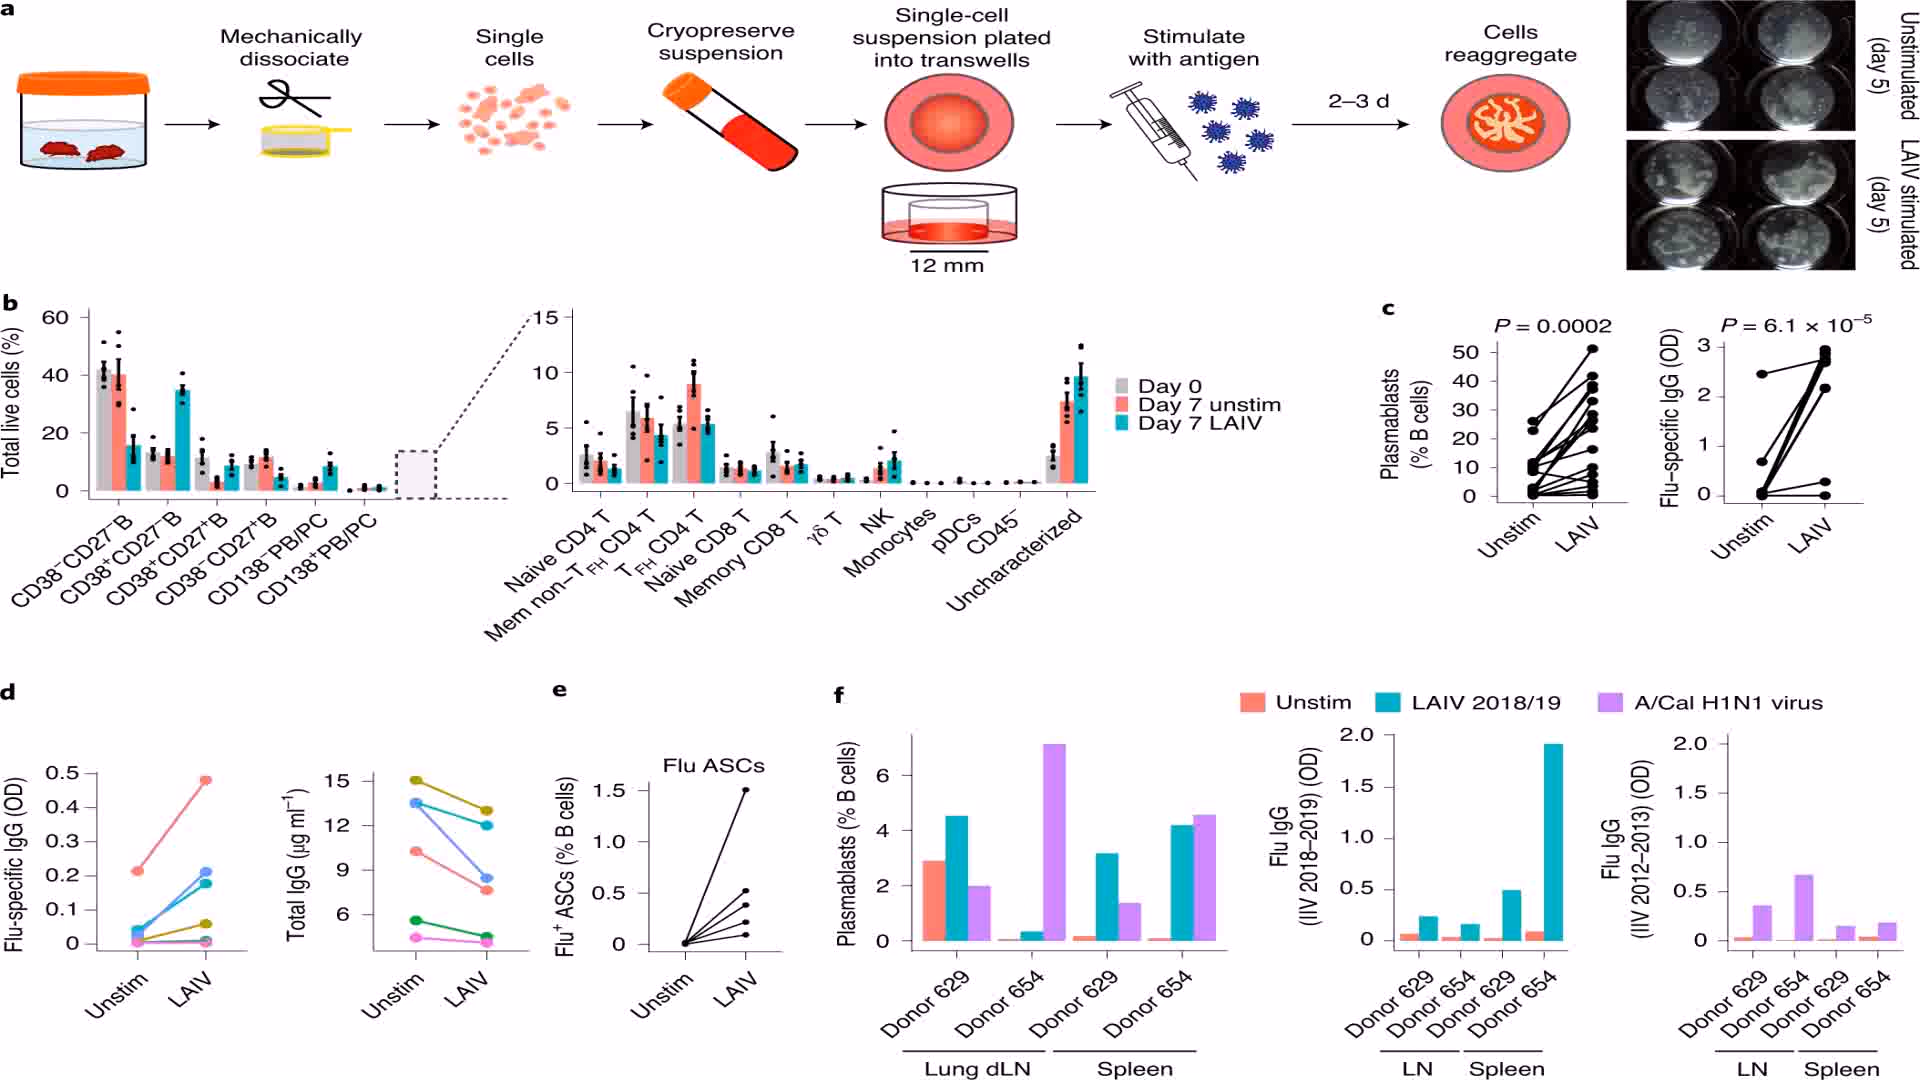 a
Mechanically
dissociate
Single
cells
Cryopreserve
suspension
Single-cell
suspension plated
into transwells
12 mm
Stimulate
with antigen
2–3 d
Cells
reaggregate
Unstimulated
(day 5)
LAIV stimulated
(day 5)
b
Total live cells (%)
60
40
20
0
CD38⁻CD27⁻B
CD38⁺CD27⁻B
CD38⁺CD27⁺B
CD38⁻CD27⁺B
CD138⁻PB/PC
CD138⁺PB/PC
15
10
5
0
Naive CD4 T
Mem non–TFH CD4 T
TFH CD4 T
Naive CD8 T
Memory CD8 T
γδ T
NK
Monocytes
pDCs
CD45⁻
Uncharacterized
Day 0
Day 7 unstim
Day 7 LAIV
c
P = 0.0002
Plasmablasts
(% B cells)
50
40
30
20
10
0
Unstim
LAIV
P = 6.1 × 10⁻⁵
Flu–specific IgG (OD)
3
2
1
0
Unstim
LAIV
d
Flu-specific IgG (OD)
0.5
0.4
0.3
0.2
0.1
0
Unstim
LAIV
Total IgG (μg ml⁻¹)
15
12
9
6
Unstim
LAIV
e
Flu ASCs
Flu⁺ ASCs (% B cells)
1.5
1.0
0.5
0
Unstim
LAIV
f
Unstim
LAIV 2018/19
A/Cal H1N1 virus
Plasmablasts (% B cells)
6
4
2
0
Donor 629
Donor 654
Donor 629
Donor 654
Lung dLN
Spleen
Flu IgG
(IIV 2018–2019) (OD)
2.0
1.5
1.0
0.5
0
Donor 629
Donor 654
Donor 629
Donor 654
LN
Spleen
Flu IgG
(IIV 2012–2013) (OD)
2.0
1.5
1.0
0.5
0
Donor 629
Donor 654
Donor 629
Donor 654
LN
Spleen